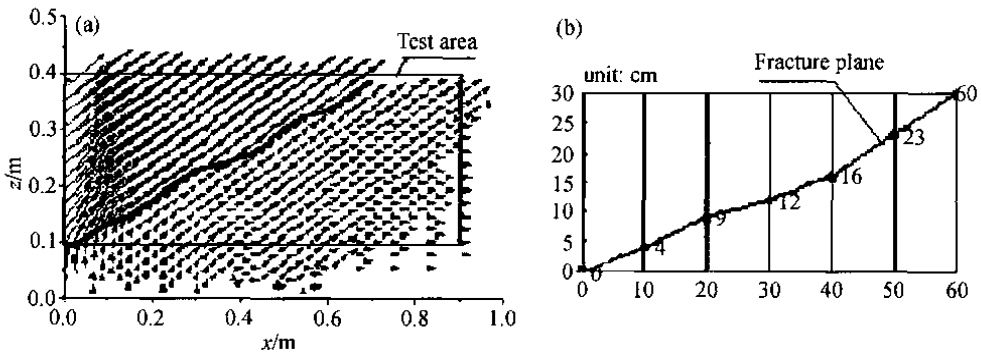 (a)
Test area
0.5
0.4
0.3
0.2
0.1
0.0
z/m
0.0 0.2 0.4 0.6 0.8 1.0
x/m
(b)
Fracture plane
unit: cm
30
25
20
15
10
5
0
0 4 9 12 16 23 60
0 10 20 30 40 50 60